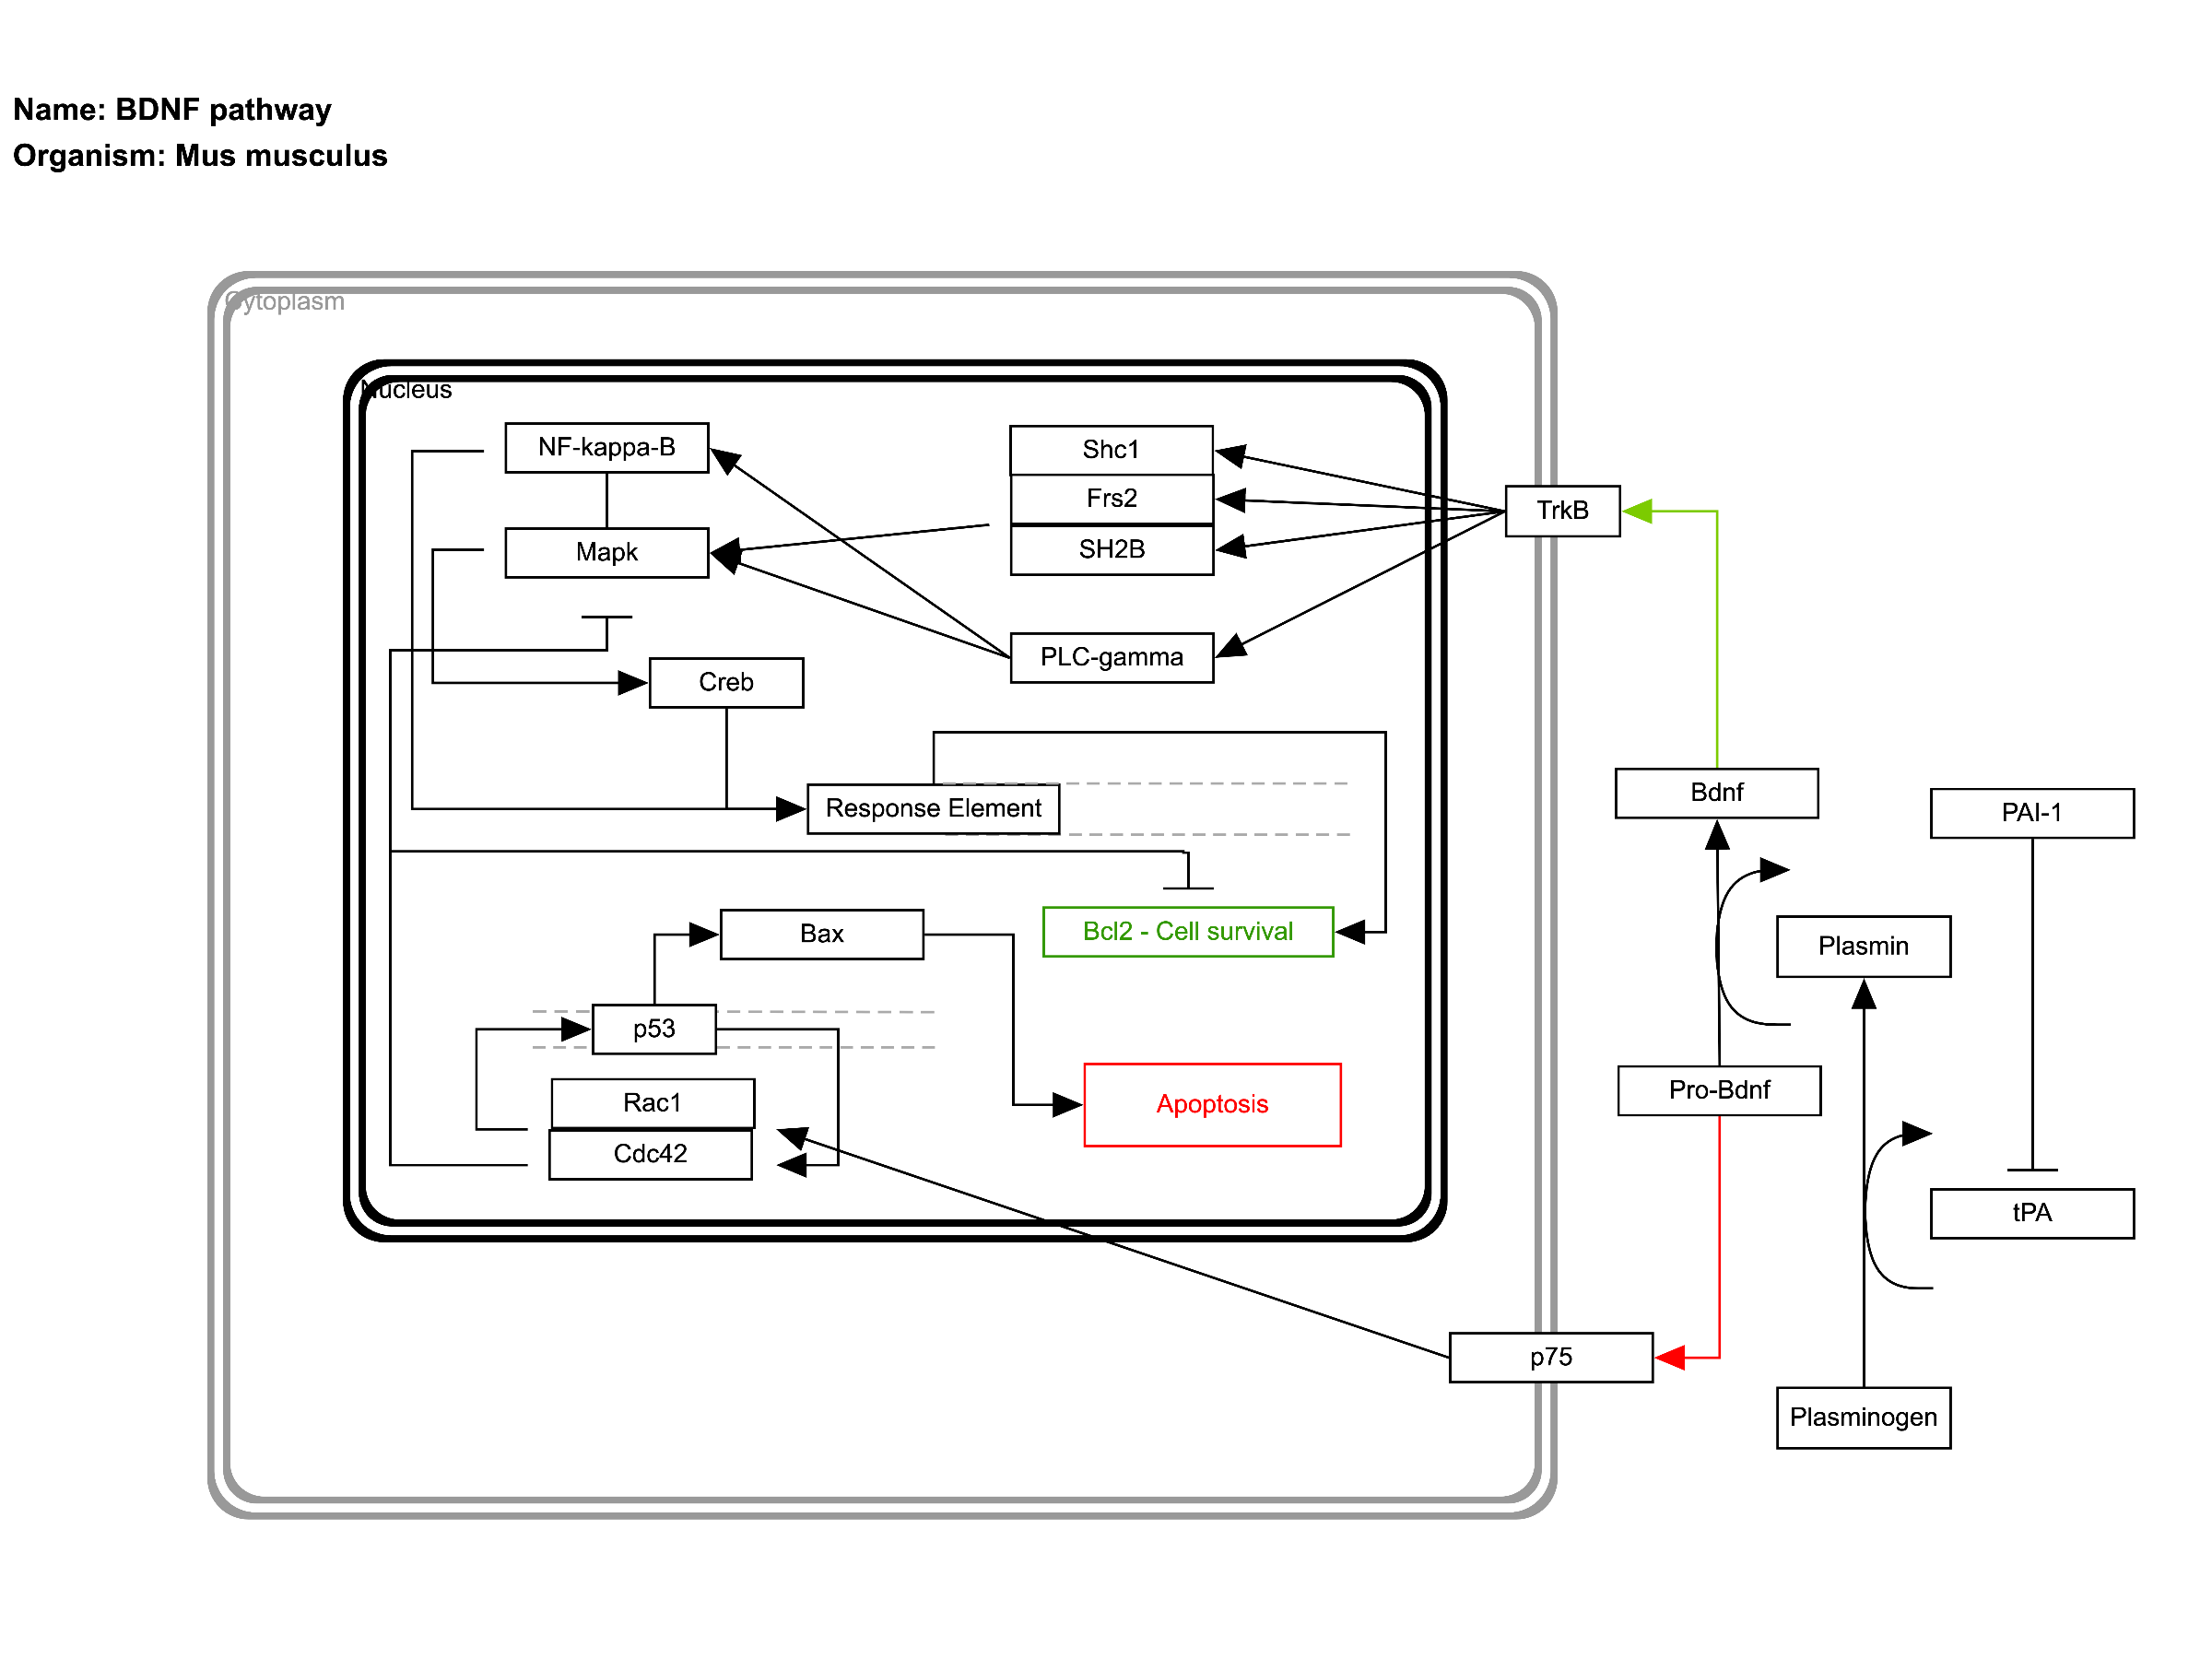 Name: BDNF pathway
Organism: Mus musculus
Cytoplasm
Nucleus
NF-kappa-B
Shc1
Frs2
TrkB
Mapk
SH2B
PLC-gamma
Creb
Response Element
Bdnf
PAI-1
Bax
Bcl2 - Cell survival
Plasmin
p53
Rac1
Apoptosis
Pro-Bdnf
Cdc42
tPA
p75
Plasminogen